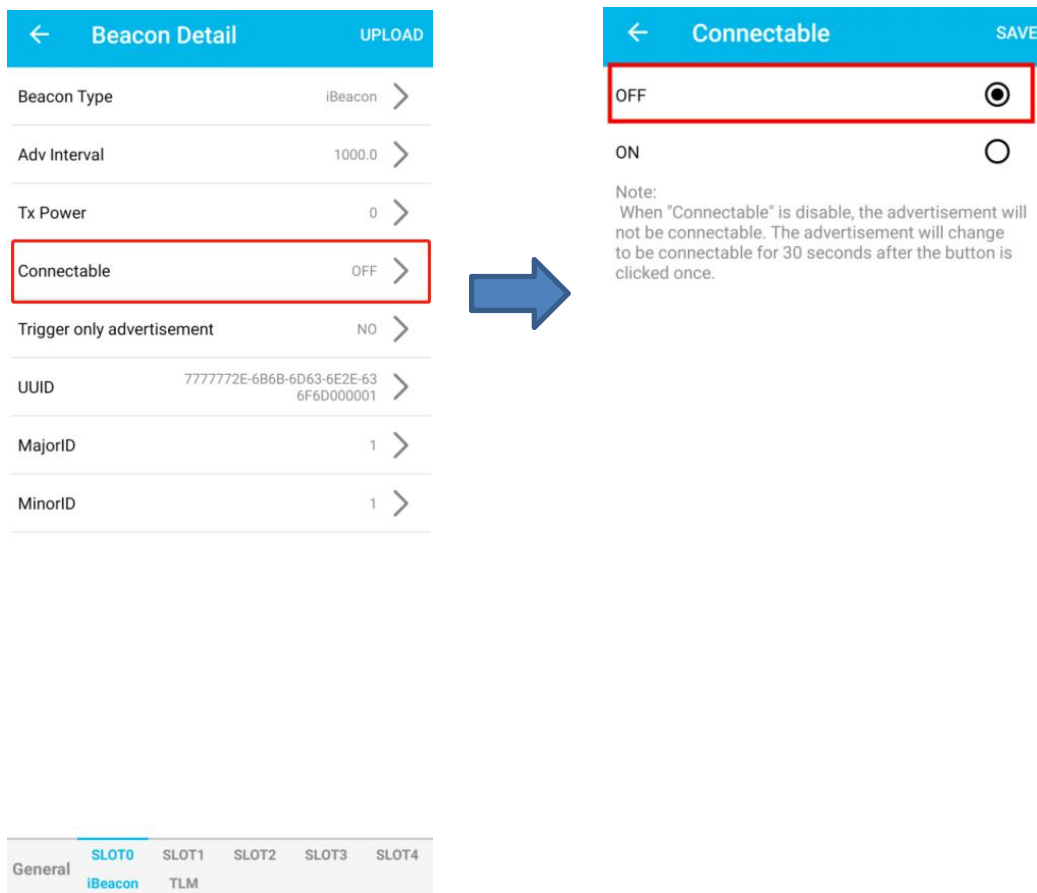 Beacon Detail UPLOAD
Beacon Type iBeacon
Adv Interval 1000.0
Tx Power 0
Connectable OFF
Trigger only advertisement NO
UUID 7777772E-6B6B-6D63-6E2E-63
6F6D000001
MajorID 1
MinorID 1
General SLOT0 SLOT1 SLOT2 SLOT3 SLOT4
iBeacon TLM
Connectable SAVE
OFF
ON
Note:
When "Connectable" is disable, the advertisement will
not be connectable. The advertisement will change
to be connectable for 30 seconds after the button is
clicked once.